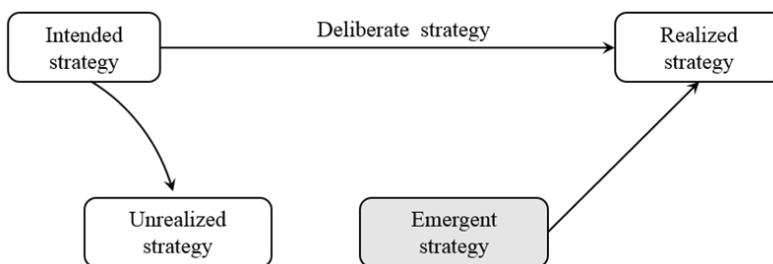 Intended
strategy
Deliberate strategy
Realized
strategy
Unrealized
strategy
Emergent
strategy